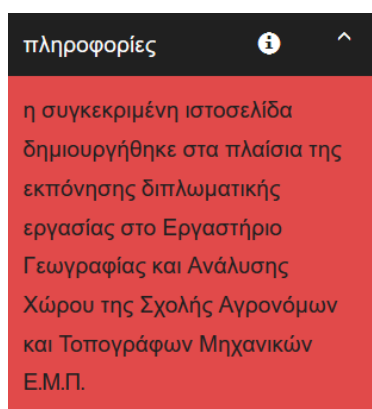 πληροφορίες
η συγκεκριμένη ιστοσελίδα
δημιουργήθηκε στα πλαίσια της
εκπόνησης διπλωματικής
εργασίας στο Εργαστήριο
Γεωγραφίας και Ανάλυσης
Χώρου της Σχολής Αγρονόμων
και Τοπογράφων Μηχανικών
Ε.Μ.Π.